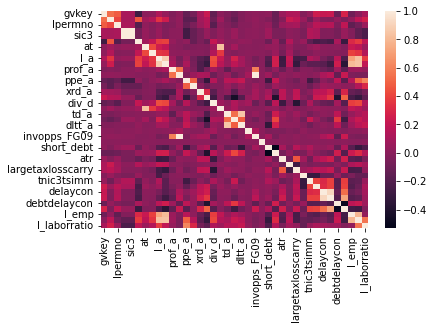 gvkey
lpermno
sic3
at
l_a
prof_a
ppe_a
xrd_a
div_d
td_a
dltt_a
invopps_FG09
short_debt
atr
largetaxlosscarry
tnic3tsimm
delaycon
debtdelaycon
l_emp
l_laborratio
gvkey
lpermno
sic3
at
l_a
prof_a
ppe_a
xrd_a
div_d
td_a
dltt_a
invopps_FG09
short_debt
atr
largetaxlosscarry
tnic3tsimm
delaycon
debtdelaycon
l_emp
l_laborratio
1.0
0.8
0.6
0.4
0.2
0.0
−0.2
−0.4